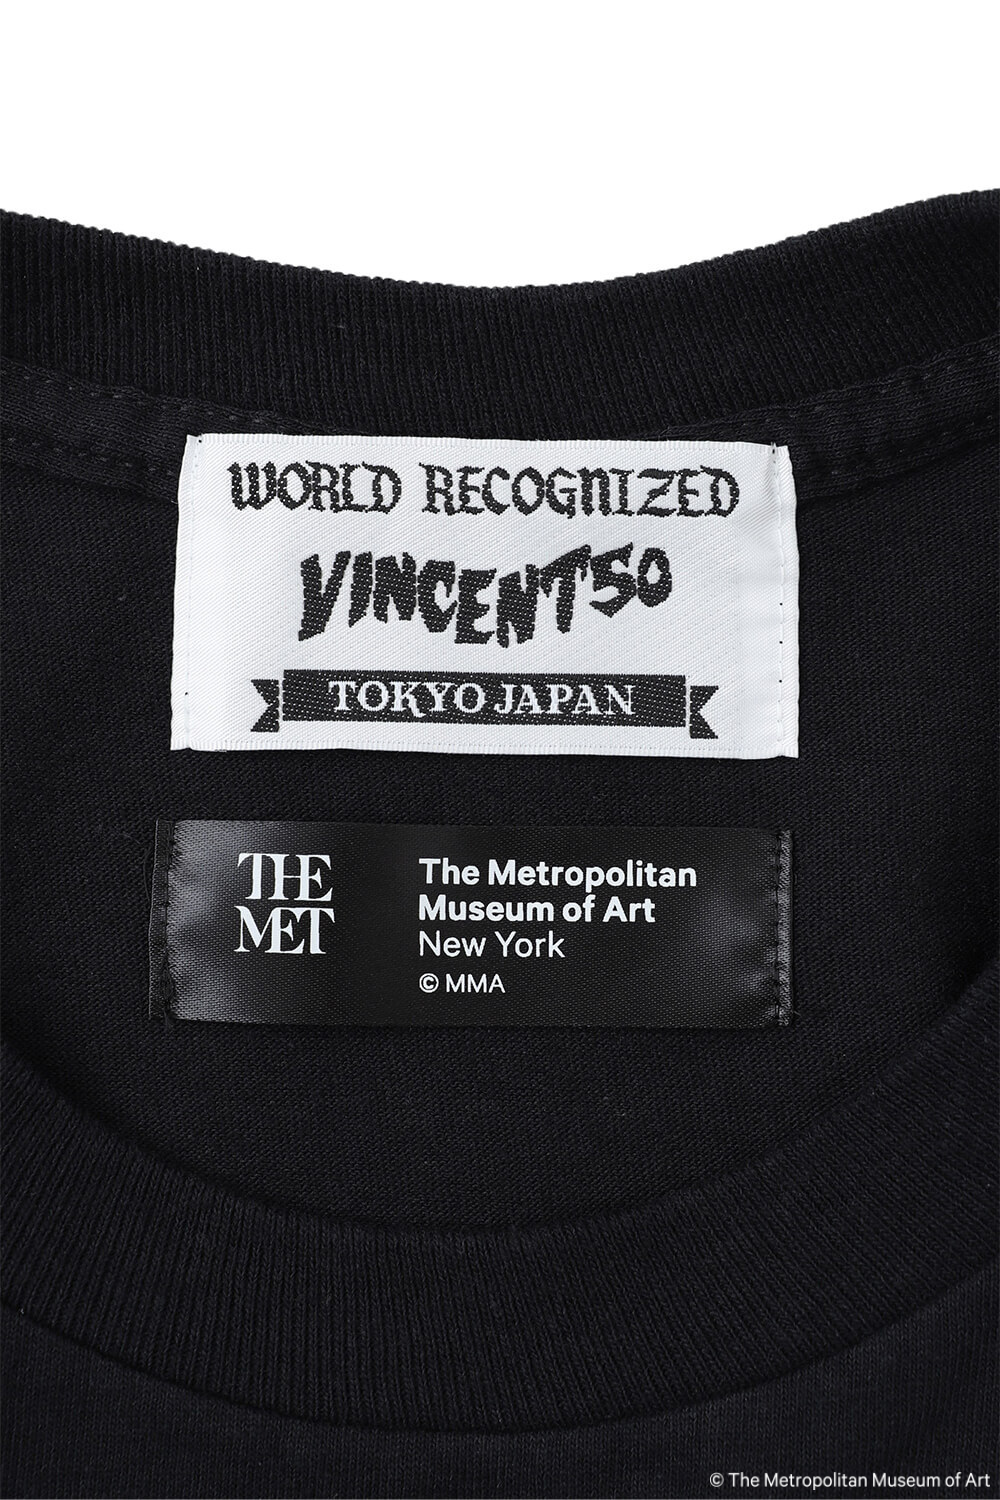 WORLD RECOGNIZED
VINCENT'50
TOKYO JAPAN
THE
MET
The Metropolitan
Museum of Art
New York
© MMA
© The Metropolitan Museum of Art